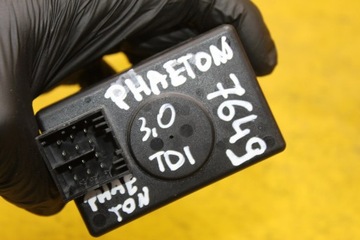 PHAETON
3,0
TDI
7649
PHAE
TON